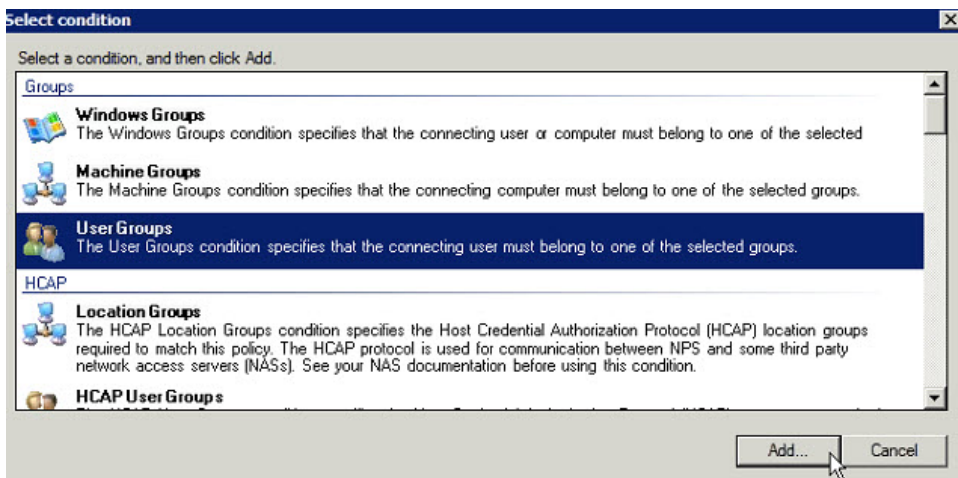 Select condition
Select a condition, and then click Add.
Groups
Windows Groups
The Windows Groups condition specifies that the connecting user or computer must belong to one of the selected
Machine Groups
The Machine Groups condition specifies that the connecting computer must belong to one of the selected groups.
User Groups
The User Groups condition specifies that the connecting user must belong to one of the selected groups.
HCAP
Location Groups
The HCAP Location Groups condition specifies the Host Credential Authorization Protocol (HCAP) location groups
required to match this policy. The HCAP protocol is used for communication between NPS and some third party
network access servers (NASs). See your NAS documentation before using this condition.
HCAP User Groups
Add...
Cancel